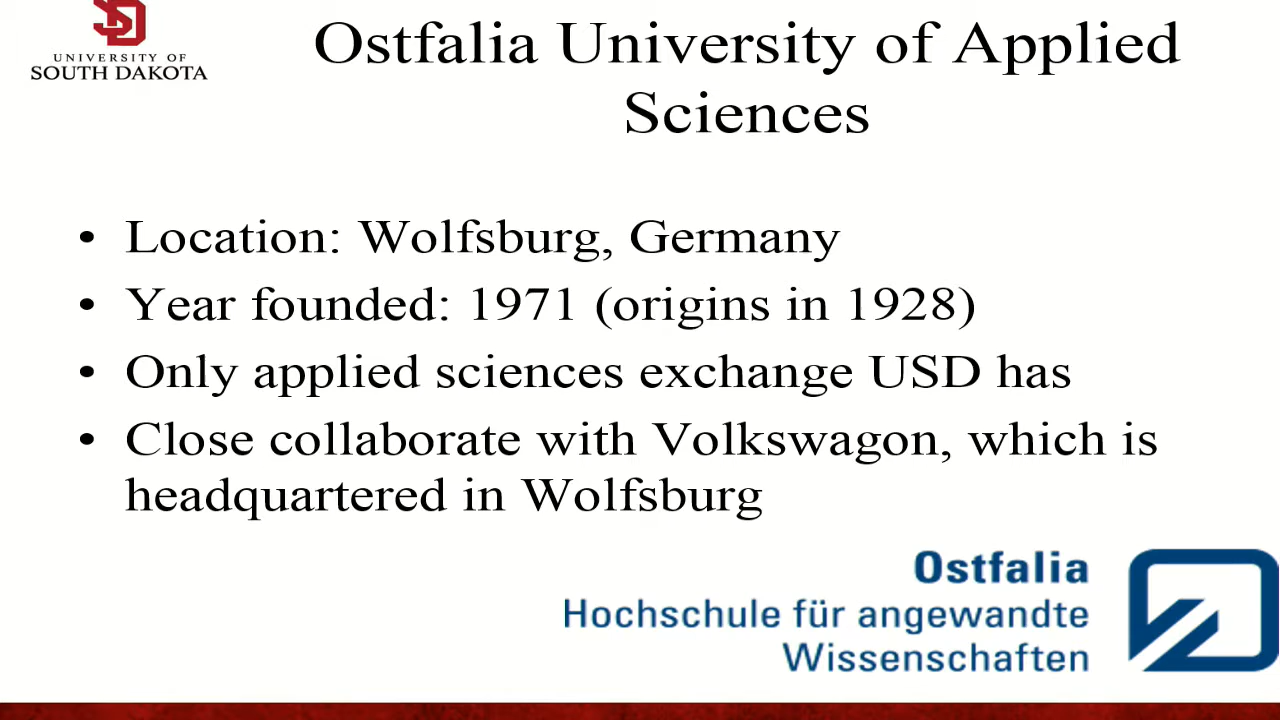 UNIVERSITY OF
SOUTH DAKOTA
Ostfalia University of Applied
Sciences
• Location: Wolfsburg, Germany
• Year founded: 1971 (origins in 1928)
• Only applied sciences exchange USD has
• Close collaborate with Volkswagon, which is
headquartered in Wolfsburg
Ostfalia
Hochschule für angewandte
Wissenschaften